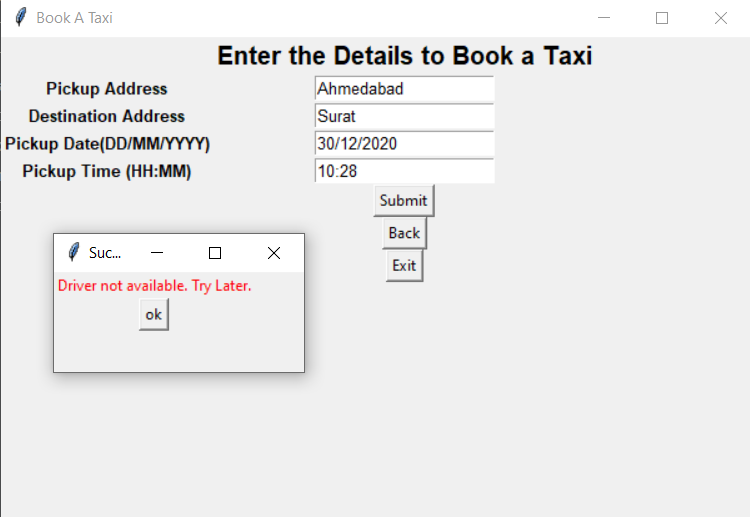 Book A Taxi
Enter the Details to Book a Taxi
Pickup Address Ahmedabad
Destination Address Surat
Pickup Date(DD/MM/YYYY) 30/12/2020
Pickup Time (HH:MM) 10:28
Submit
Back
Exit
Suc...
Driver not available. Try Later.
ok